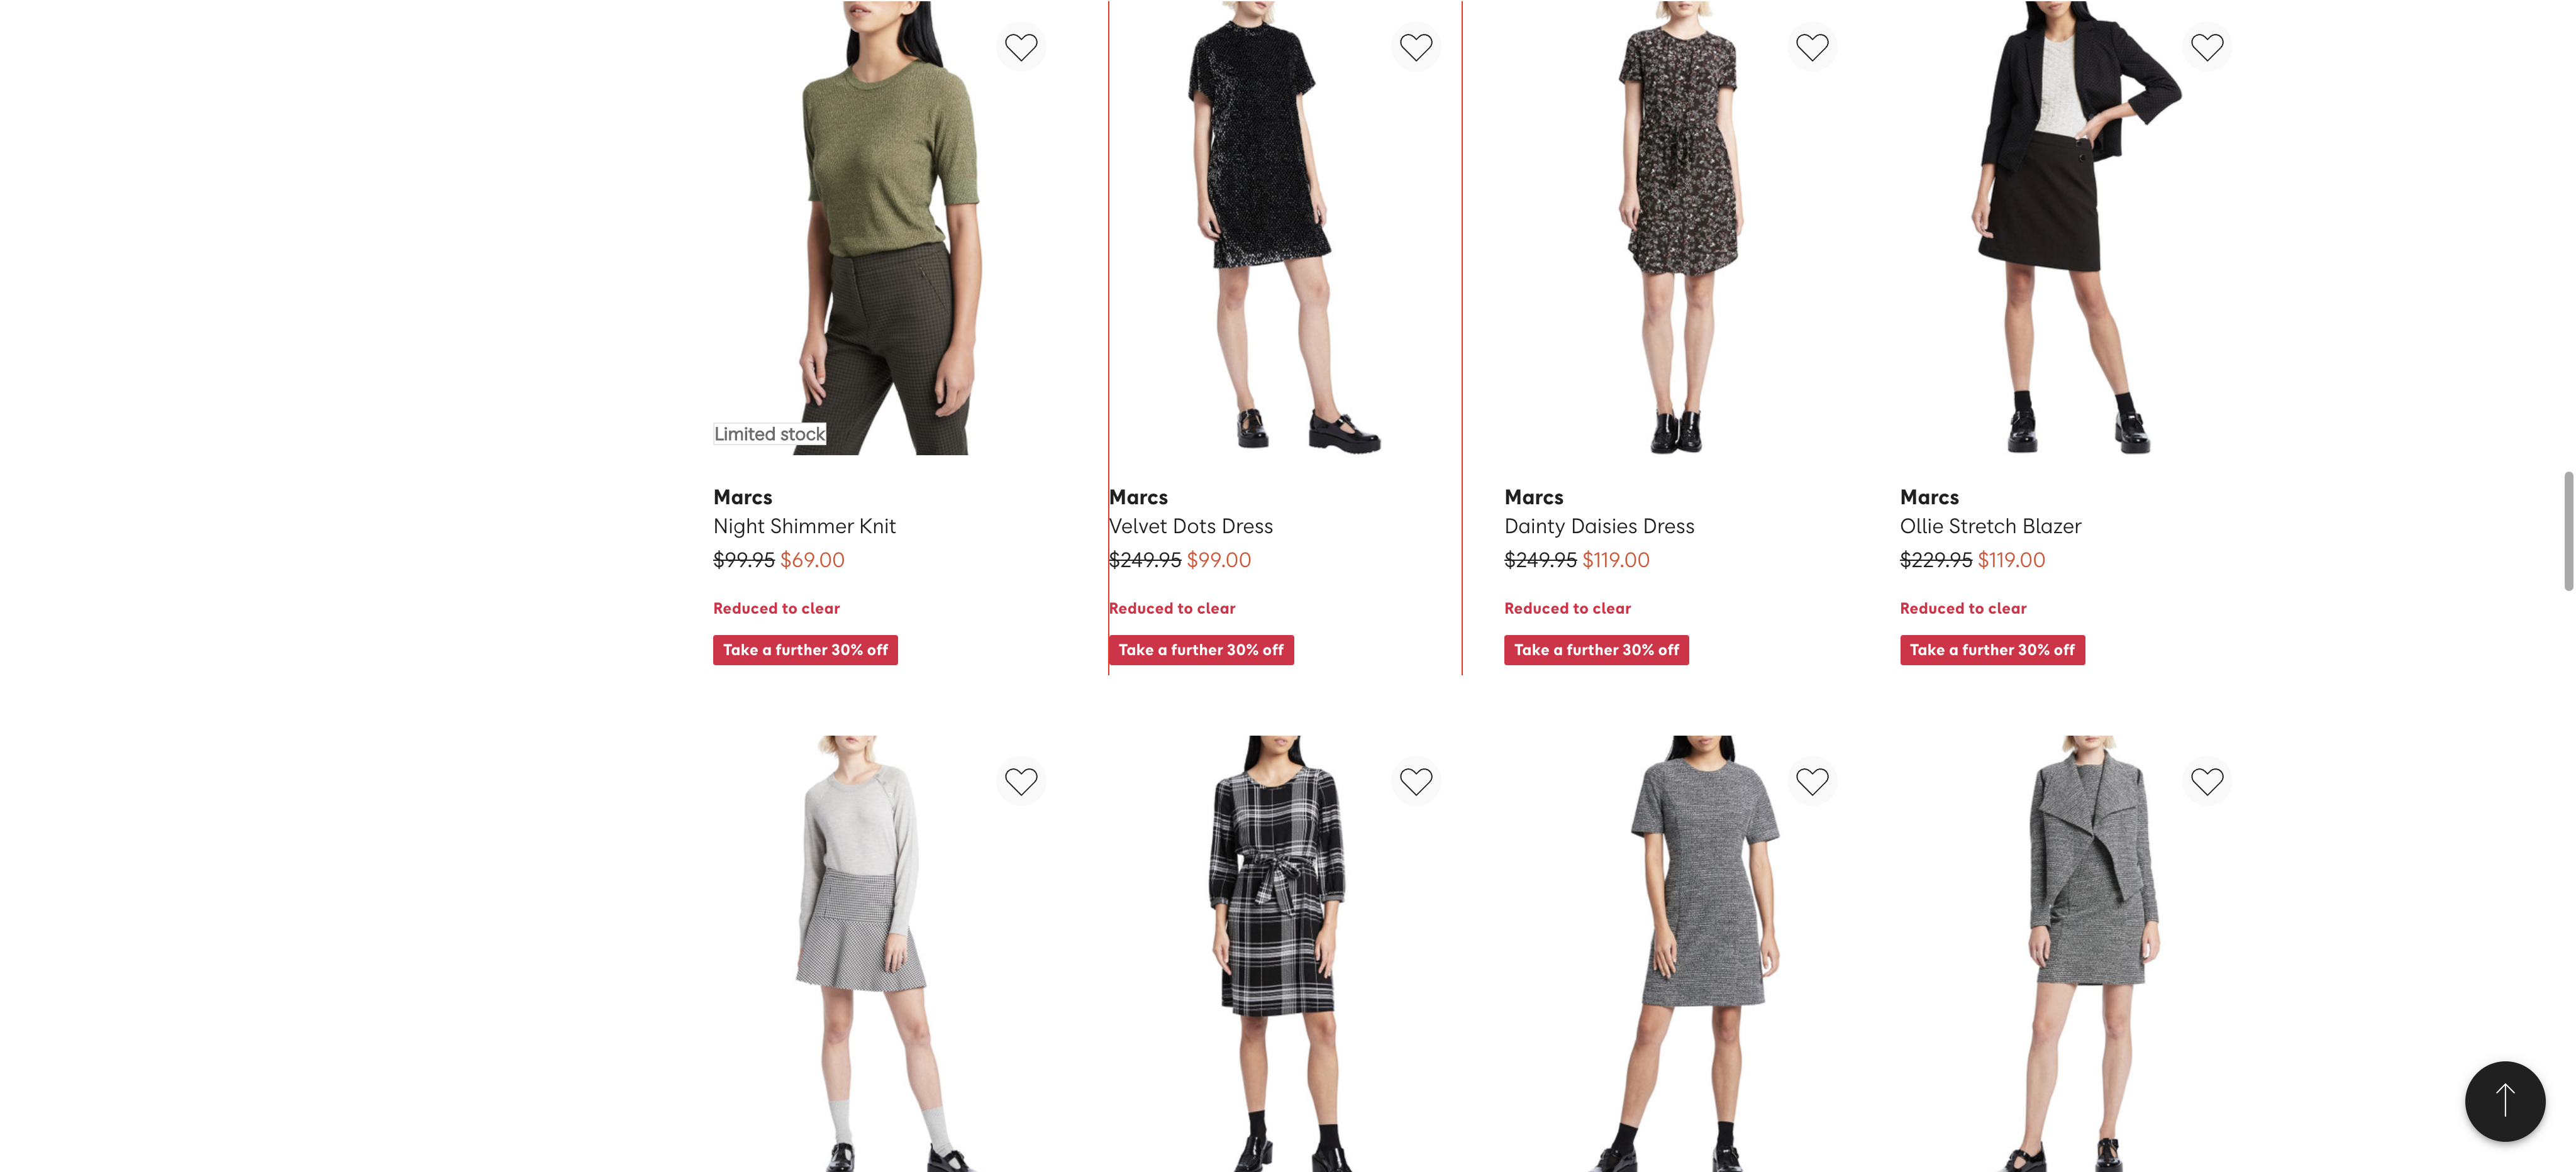 Limited stock
Marcs
Night Shimmer Knit
$99.95 $69.00
Reduced to clear
Take a further 30% off
Marcs
Velvet Dots Dress
$249.95 $99.00
Reduced to clear
Take a further 30% off
Marcs
Dainty Daisies Dress
$249.95 $119.00
Reduced to clear
Take a further 30% off
Marcs
Ollie Stretch Blazer
$229.95 $119.00
Reduced to clear
Take a further 30% off